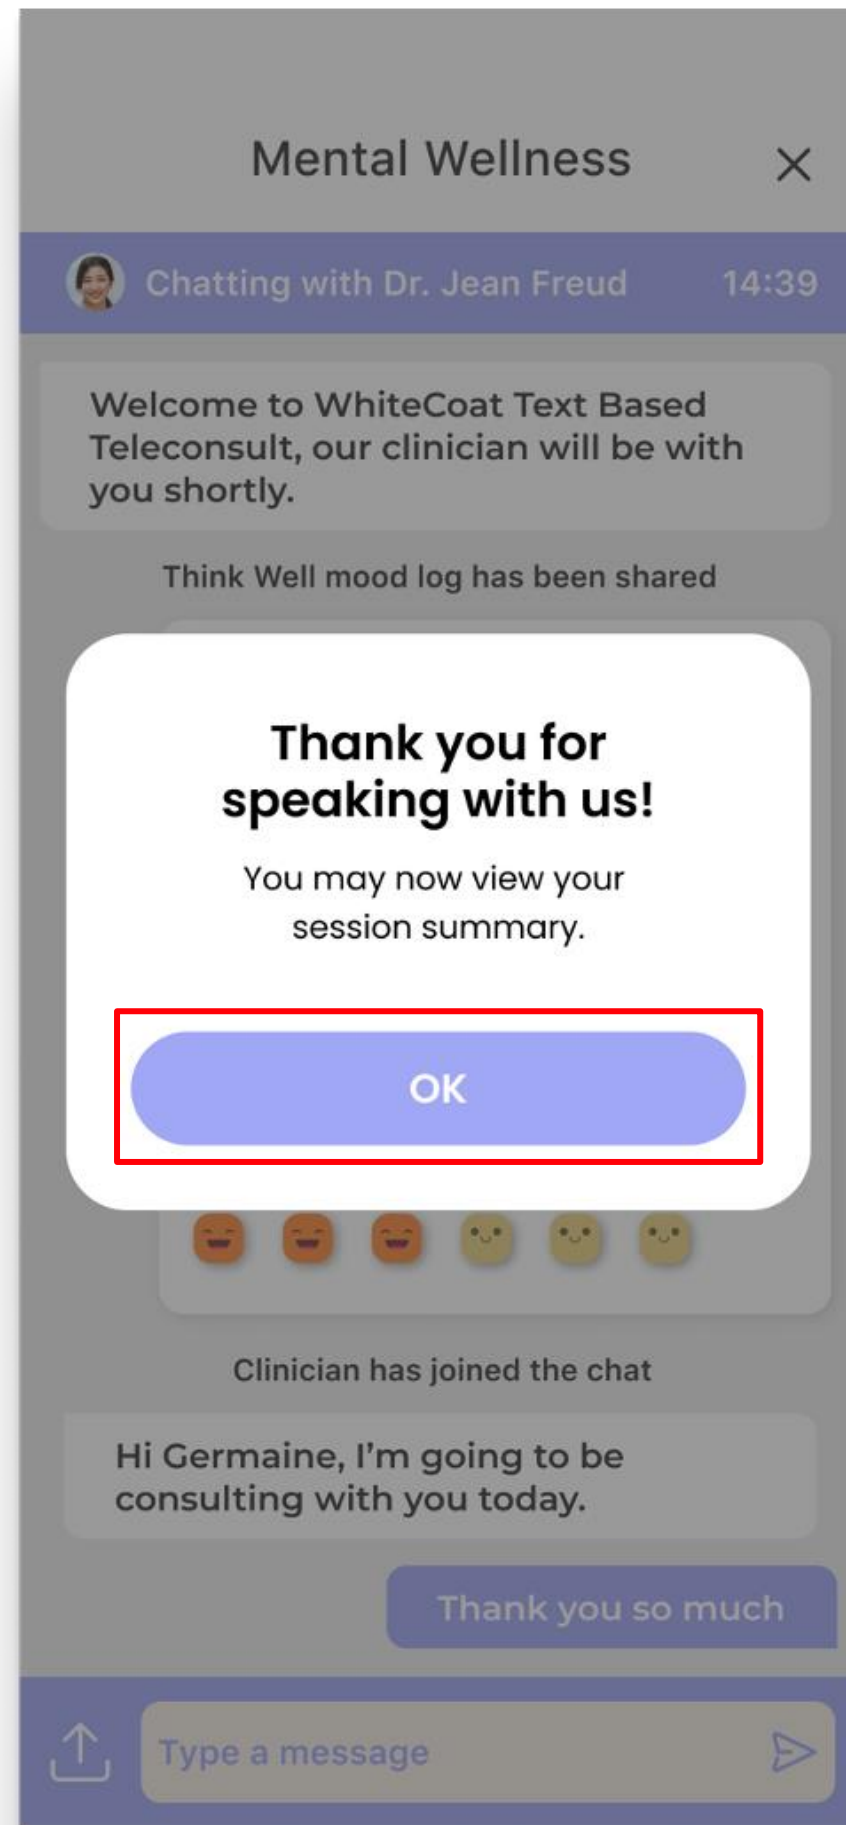 Mental Wellness
Chatting with Dr. Jean Freud 14:39
Welcome to WhiteCoat Text Based
Teleconsult, our clinician will be with
you shortly.
Think Well mood log has been shared
Thank you for
speaking with us!
You may now view your
session summary.
OK
Clinician has joined the chat
Hi Germaine, I'm going to be
consulting with you today.
Thank you so much
Type a message